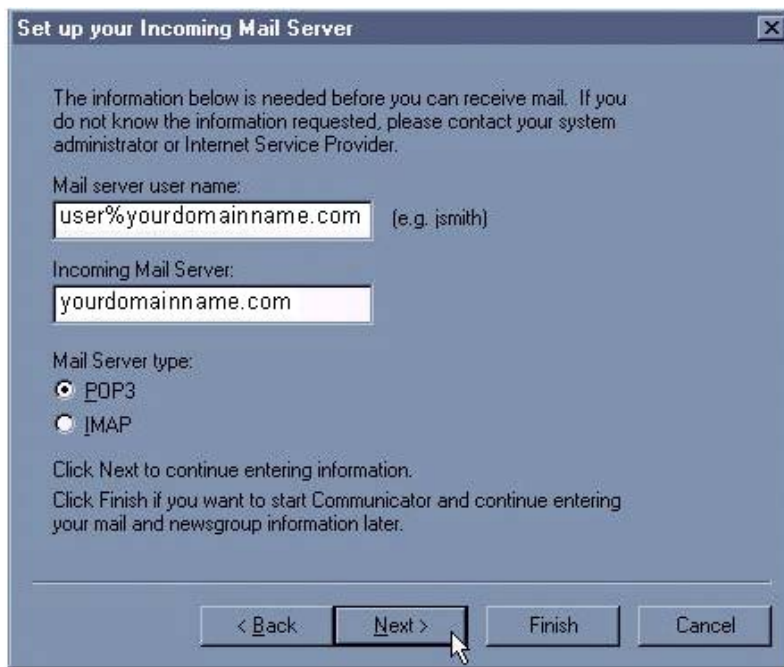 Set up your Incoming Mail Server
The information below is needed before you can receive mail. If you
do not know the information requested, please contact your system
administrator or Internet Service Provider.
Mail server user name:
user%yourdomainname.com (e.g. jsmith)
Incoming Mail Server:
yourdomainname.com
Mail Server type:
POP3
IMAP
Click Next to continue entering information.
Click Finish if you want to start Communicator and continue entering
your mail and newsgroup information later.
< Back Next > Finish Cancel